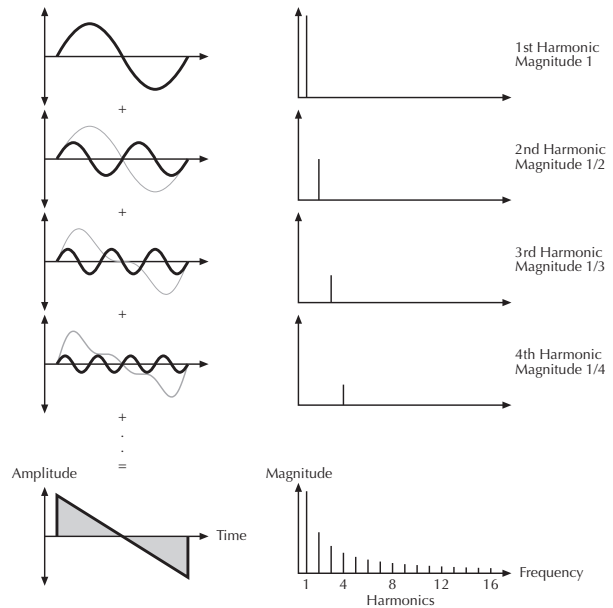 1st Harmonic
Magnitude 1
+
2nd Harmonic
Magnitude 1/2
+
3rd Harmonic
Magnitude 1/3
+
4th Harmonic
Magnitude 1/4
+
.
.
=
Amplitude
Time
Magnitude
Frequency
1 4 8 12 16
Harmonics